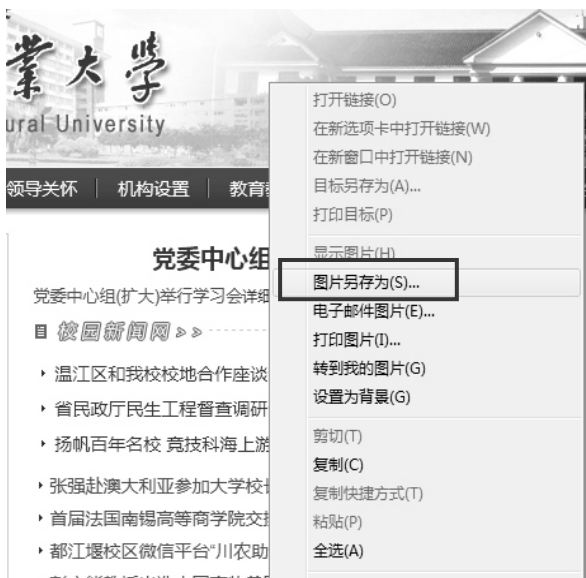 業大學
ural University
领导关怀 | 机构设置 | 教育
党委中心组
党委中心组(扩大)举行学习会详细
校园新闻网>>
温江区和我校校地合作座谈
省民政厅民生工程督查调研
扬帆百年名校 竞技科海上游
张强赴澳大利亚参加大学校
首届法国南锡高等商学院交
都江堰校区微信平台“川农助
打开链接(O)
在新选项卡中打开链接(W)
在新窗口中打开链接(N)
目标另存为(A)...
打印目标(P)
显示图片(H)
图片另存为(S)...
电子邮件图片(E)...
打印图片(I)...
转到我的图片(G)
设置为背景(G)
剪切(T)
复制(C)
复制快捷方式(T)
粘贴(P)
全选(A)